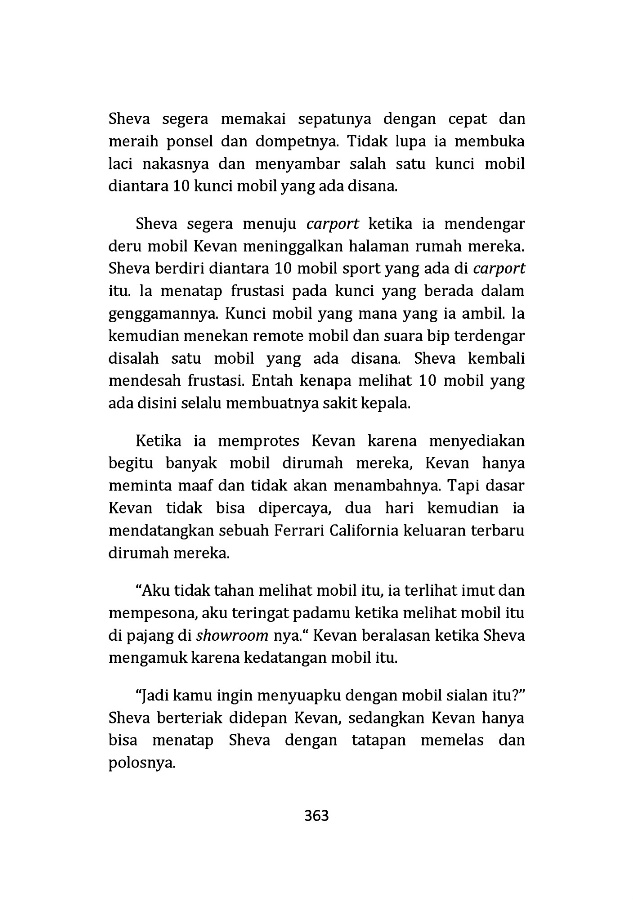 Sheva segera memakai sepatunya dengan cepat dan
meraih ponsel dan dompetnya. Tidak lupa ia membuka
laci nakasnya dan menyambar salah satu kunci mobil
diantara 10 kunci mobil yang ada disana.
Sheva segera menuju carport ketika ia mendengar
deru mobil Kevan meninggalkan halaman rumah mereka.
Sheva berdiri diantara 10 mobil sport yang ada di carport
itu. Ia menatap frustasi pada kunci yang berada dalam
genggamannya. Kunci mobil yang mana yang ia ambil. Ia
kemudian menekan remote mobil dan suara bip terdengar
disalah satu mobil yang ada disana. Sheva kembali
mendesah frustasi. Entah kenapa melihat 10 mobil yang
ada disini selalu membuatnya sakit kepala.
Ketika ia memprotes Kevan karena menyediakan
begitu banyak mobil dirumah mereka, Kevan hanya
meminta maaf dan tidak akan menambahnya. Tapi dasar
Kevan tidak bisa dipercaya, dua hari kemudian ia
mendatangkan sebuah Ferrari California keluaran terbaru
dirumah mereka.
“Aku tidak tahan melihat mobil itu, ia terlihat imut dan
mempesona, aku teringat padamu ketika melihat mobil itu
di pajang di showroom nya.“ Kevan beralasan ketika Sheva
mengamuk karena kedatangan mobil itu.
“Jadi kamu ingin menyuapku dengan mobil sialan itu?”
Sheva berteriak didepan Kevan, sedangkan Kevan hanya
bisa menatap Sheva dengan tatapan memelas dan
polosnya.
363